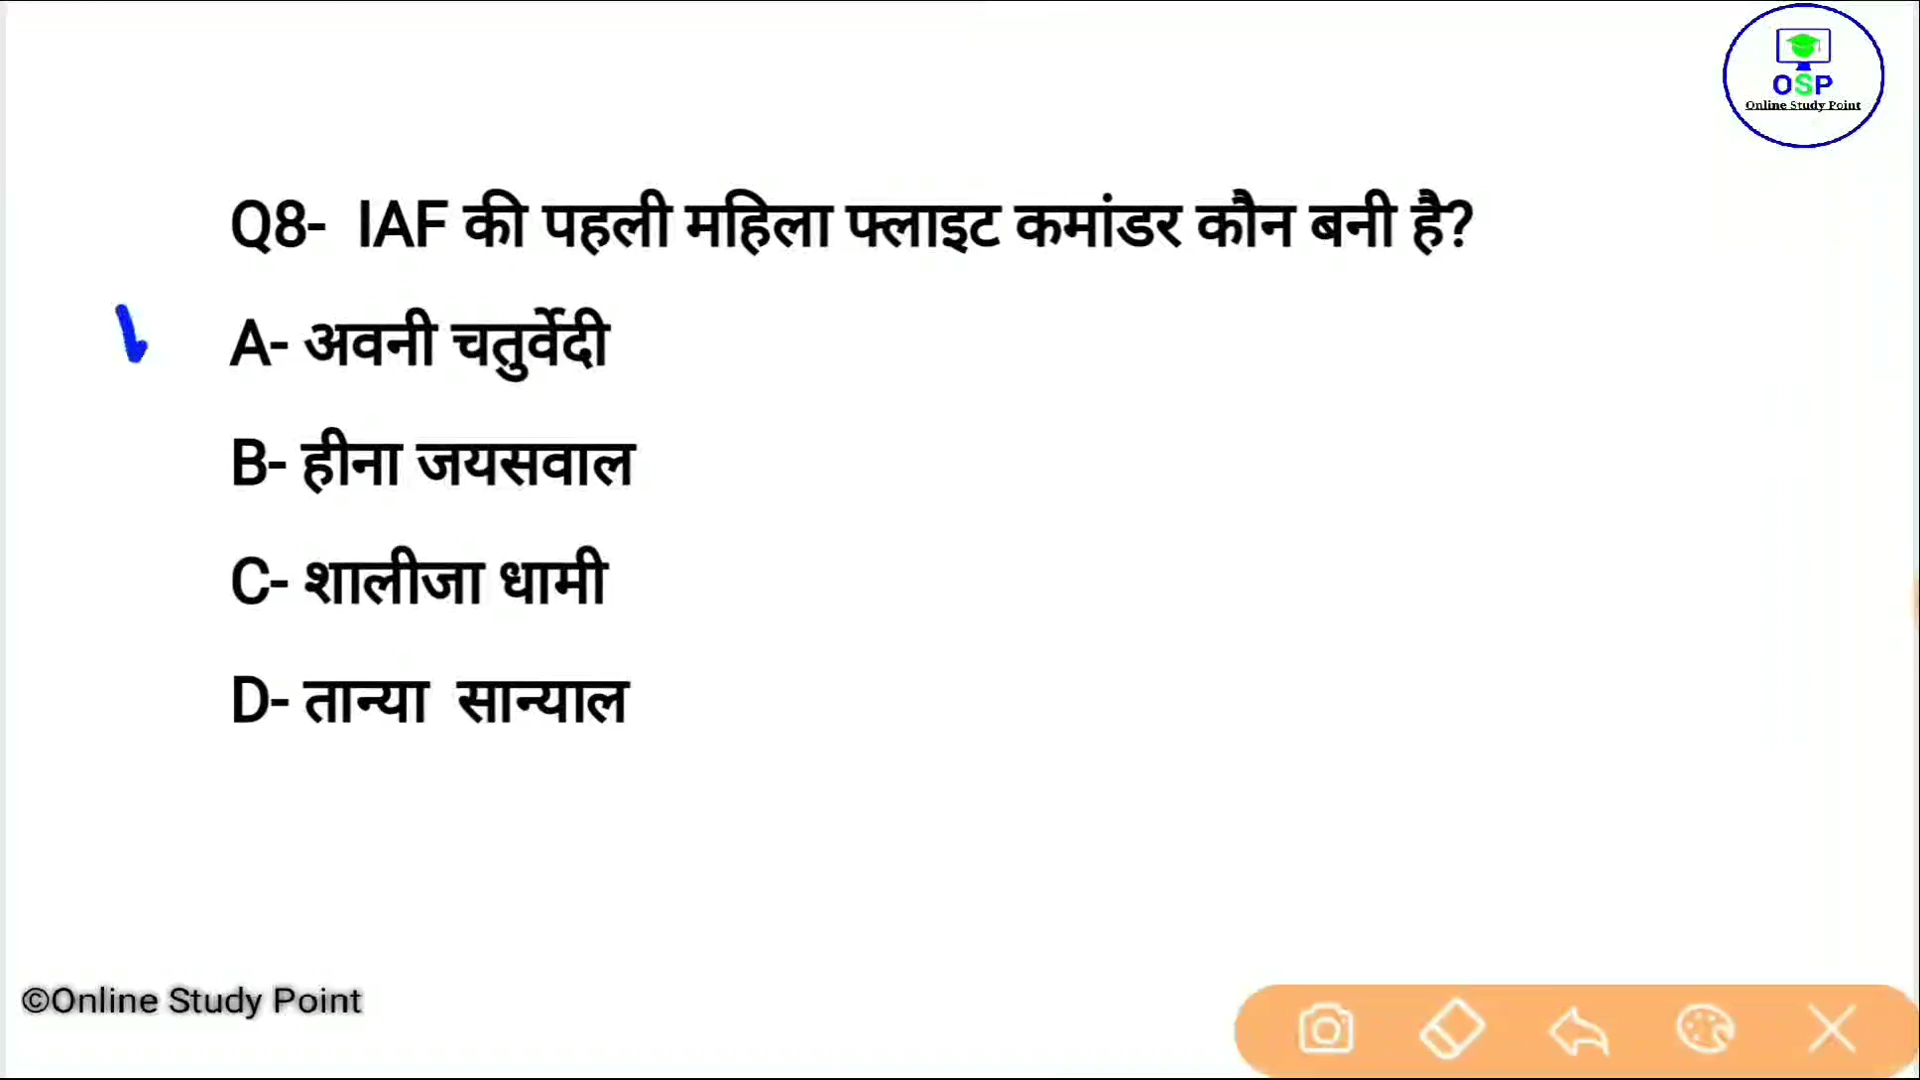 OSP
Online Study Point
Q8- IAF की पहली महिला फ्लाइट कमांडर कौन बनी है?
A- अवनी चतुर्वेदी
B- हीना जयसवाल
C- शालीजा धामी
D- तान्या सान्याल
©Online Study Point